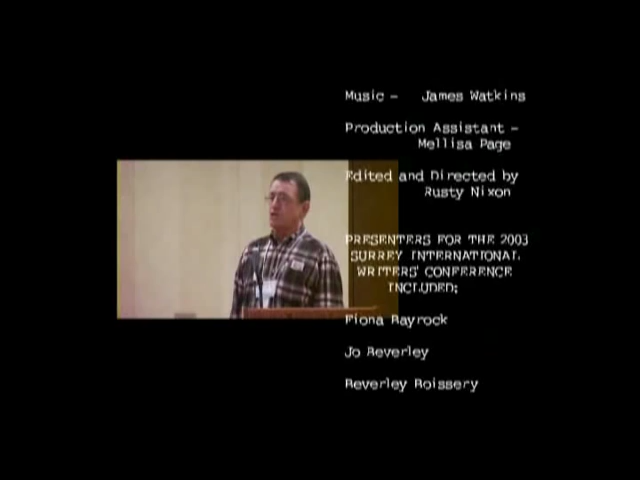 Music - James Watkins
Production Assistant -
Mellisa Page
Edited and Directed by
Rusty Nixon
PRESENTERS FOR THE 2003
SURREY INTERNATIONAL
WRITERS' CONFERENCE
INCLUDED:
Fiona Bayrock
Jo Beverley
Beverley Boissery